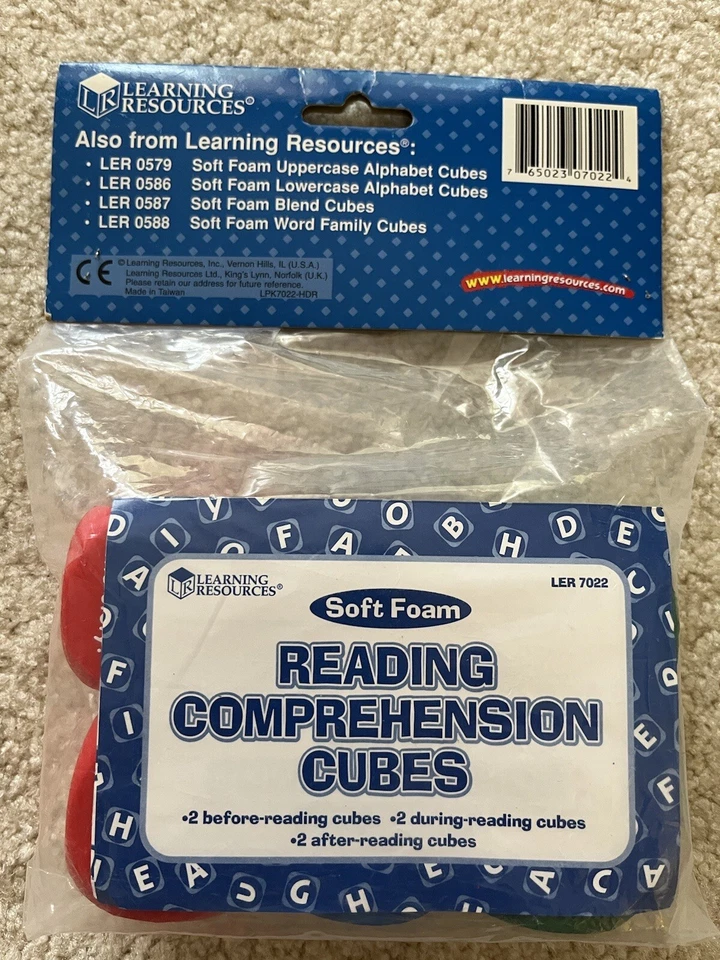 LEARNING
RESOURCES®
Also from Learning Resources®:
• LER 0579 Soft Foam Uppercase Alphabet Cubes
• LER 0586 Soft Foam Lowercase Alphabet Cubes
• LER 0587 Soft Foam Blend Cubes
• LER 0588 Soft Foam Word Family Cubes
7 65023 07022 4
CE
© Learning Resources, Inc., Vernon Hills, IL (U.S.A.)
Learning Resources Ltd., King's Lynn, Norfolk (U.K.)
Please retain our address for future reference.
Made in Taiwan LPK7022-HDR
www.learningresources.com
LEARNING
RESOURCES®
LER 7022
Soft Foam
READING
COMPREHENSION
CUBES
•2 before-reading cubes •2 during-reading cubes
•2 after-reading cubes